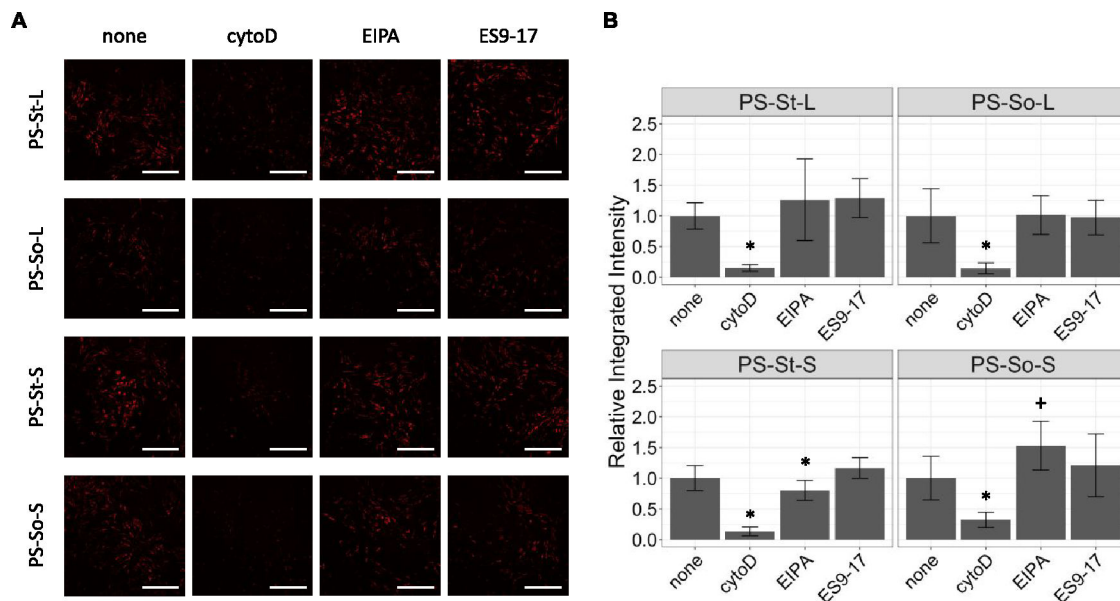 A
none cytoD EIPA ES9-17
PS-St-L
PS-So-L
PS-St-S
PS-So-S
B
Relative Integrated Intensity
PS-St-L PS-So-L
2.5
2.0
1.5
1.0
0.5
0.0
* *
none cytoD EIPA ES9-17 none cytoD EIPA ES9-17
PS-St-S PS-So-S
2.5
2.0
1.5
1.0
0.5
0.0
* * * +
none cytoD EIPA ES9-17 none cytoD EIPA ES9-17